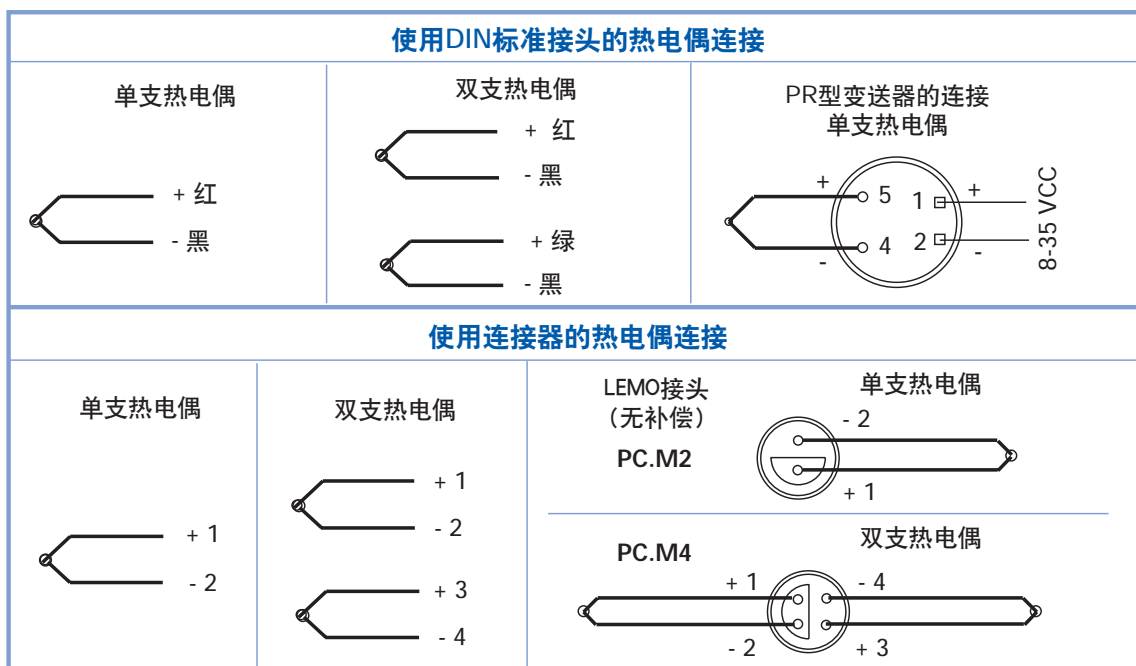 使用DIN标准接头的热电偶连接
单支热电偶
+ 红
- 黑
双支热电偶
+ 红
- 黑
+ 绿
- 黑
PR型变送器的连接
单支热电偶
+ 5 1 +
- 4 2 -
8-35 VCC
使用连接器的热电偶连接
单支热电偶
+ 1
- 2
双支热电偶
+ 1
- 2
+ 3
- 4
LEMO接头
（无补偿）
PC.M2
单支热电偶
- 2
+ 1
PC.M4
双支热电偶
+ 1 - 4
- 2 + 3